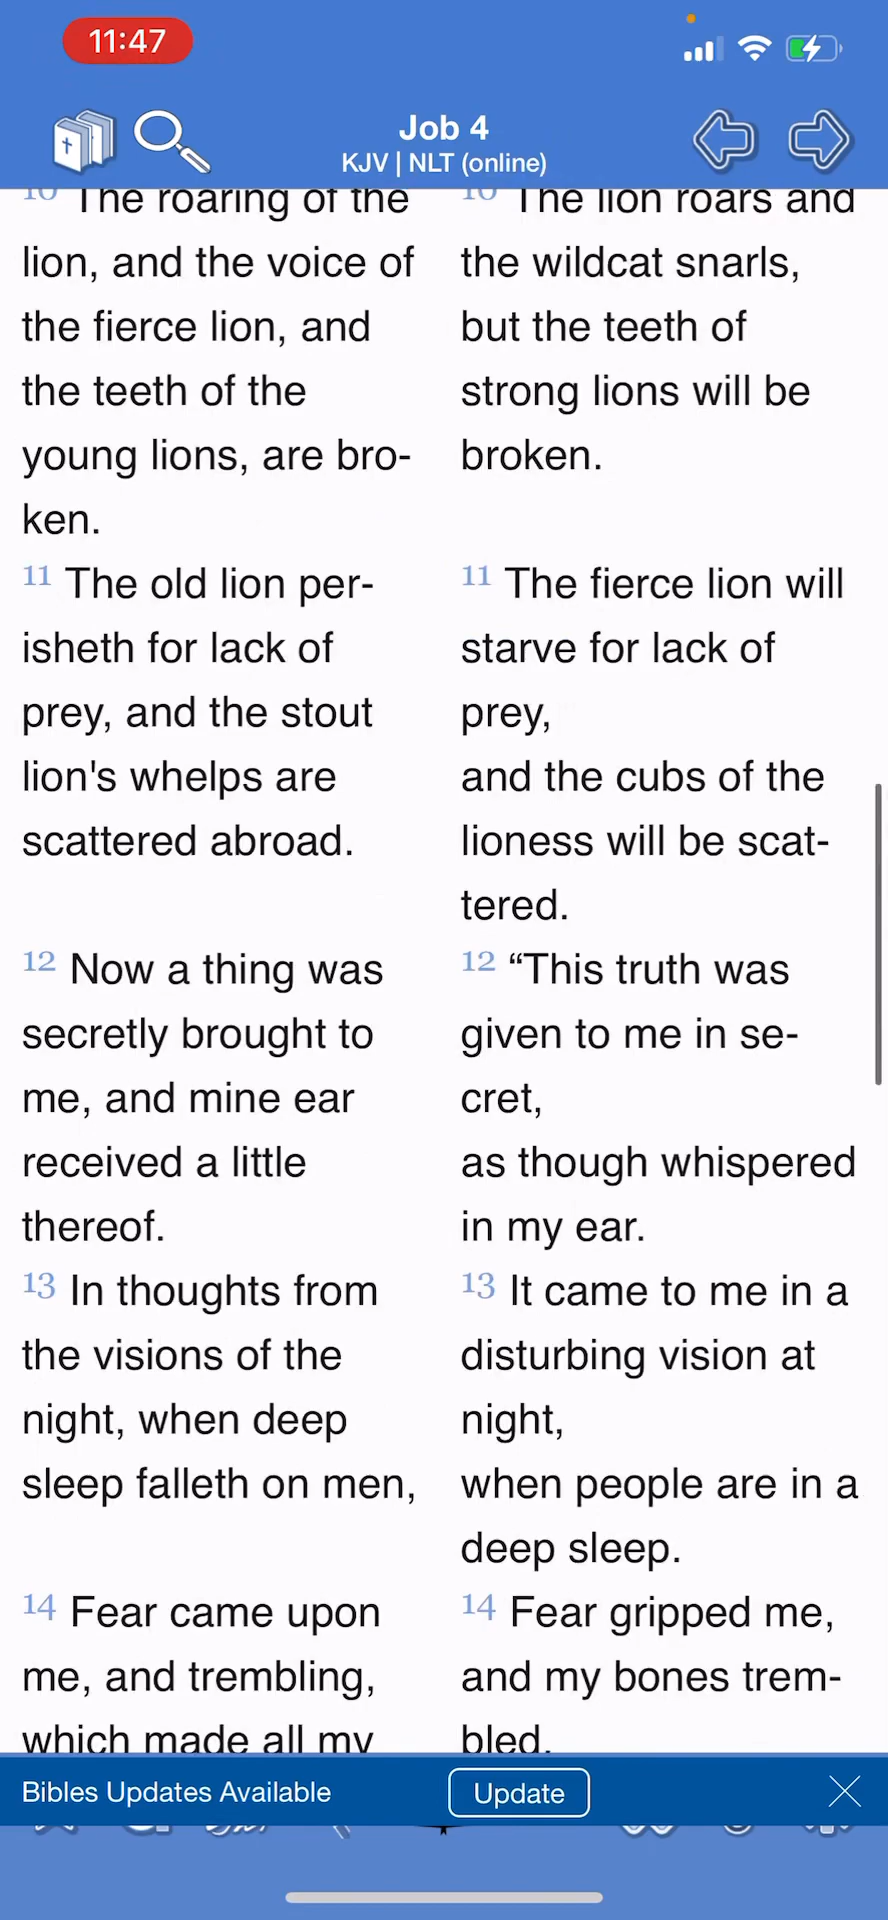 11:47
Job 4
KJV | NLT (online)
10 The roaring of the
lion, and the voice of
the fierce lion, and
the teeth of the
young lions, are bro-
ken.
11 The old lion per-
isheth for lack of
prey, and the stout
lion's whelps are
scattered abroad.
12 Now a thing was
secretly brought to
me, and mine ear
received a little
thereof.
13 In thoughts from
the visions of the
night, when deep
sleep falleth on men,
14 Fear came upon
me, and trembling,
which made all my
10 The lion roars and
the wildcat snarls,
but the teeth of
strong lions will be
broken.
11 The fierce lion will
starve for lack of
prey,
and the cubs of the
lioness will be scat-
tered.
12 “This truth was
given to me in se-
cret,
as though whispered
in my ear.
13 It came to me in a
disturbing vision at
night,
when people are in a
deep sleep.
14 Fear gripped me,
and my bones trem-
bled.
Bibles Updates Available
Update